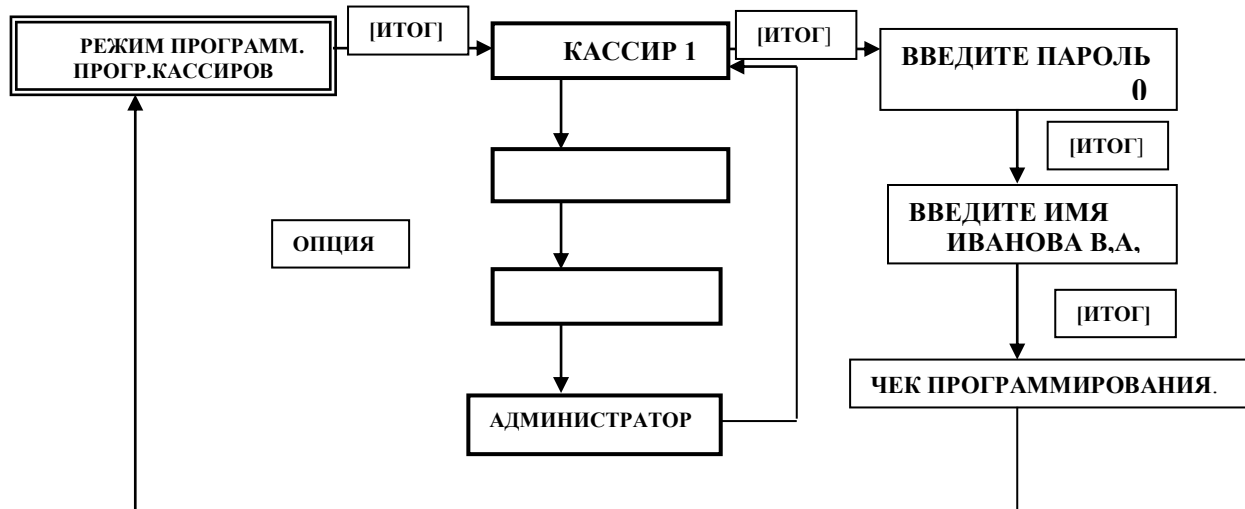 РЕЖИМ ПРОГРАММ.
ПРОГР.КАССИРОВ
[ИТОГ]
КАССИР 1
[ИТОГ]
ВВЕДИТЕ ПАРОЛЬ
0
[ИТОГ]
ВВЕДИТЕ ИМЯ
ИВАНОВА В,А,
ОПЦИЯ
[ИТОГ]
ЧЕК ПРОГРАММИРОВАНИЯ.
АДМИНИСТРАТОР